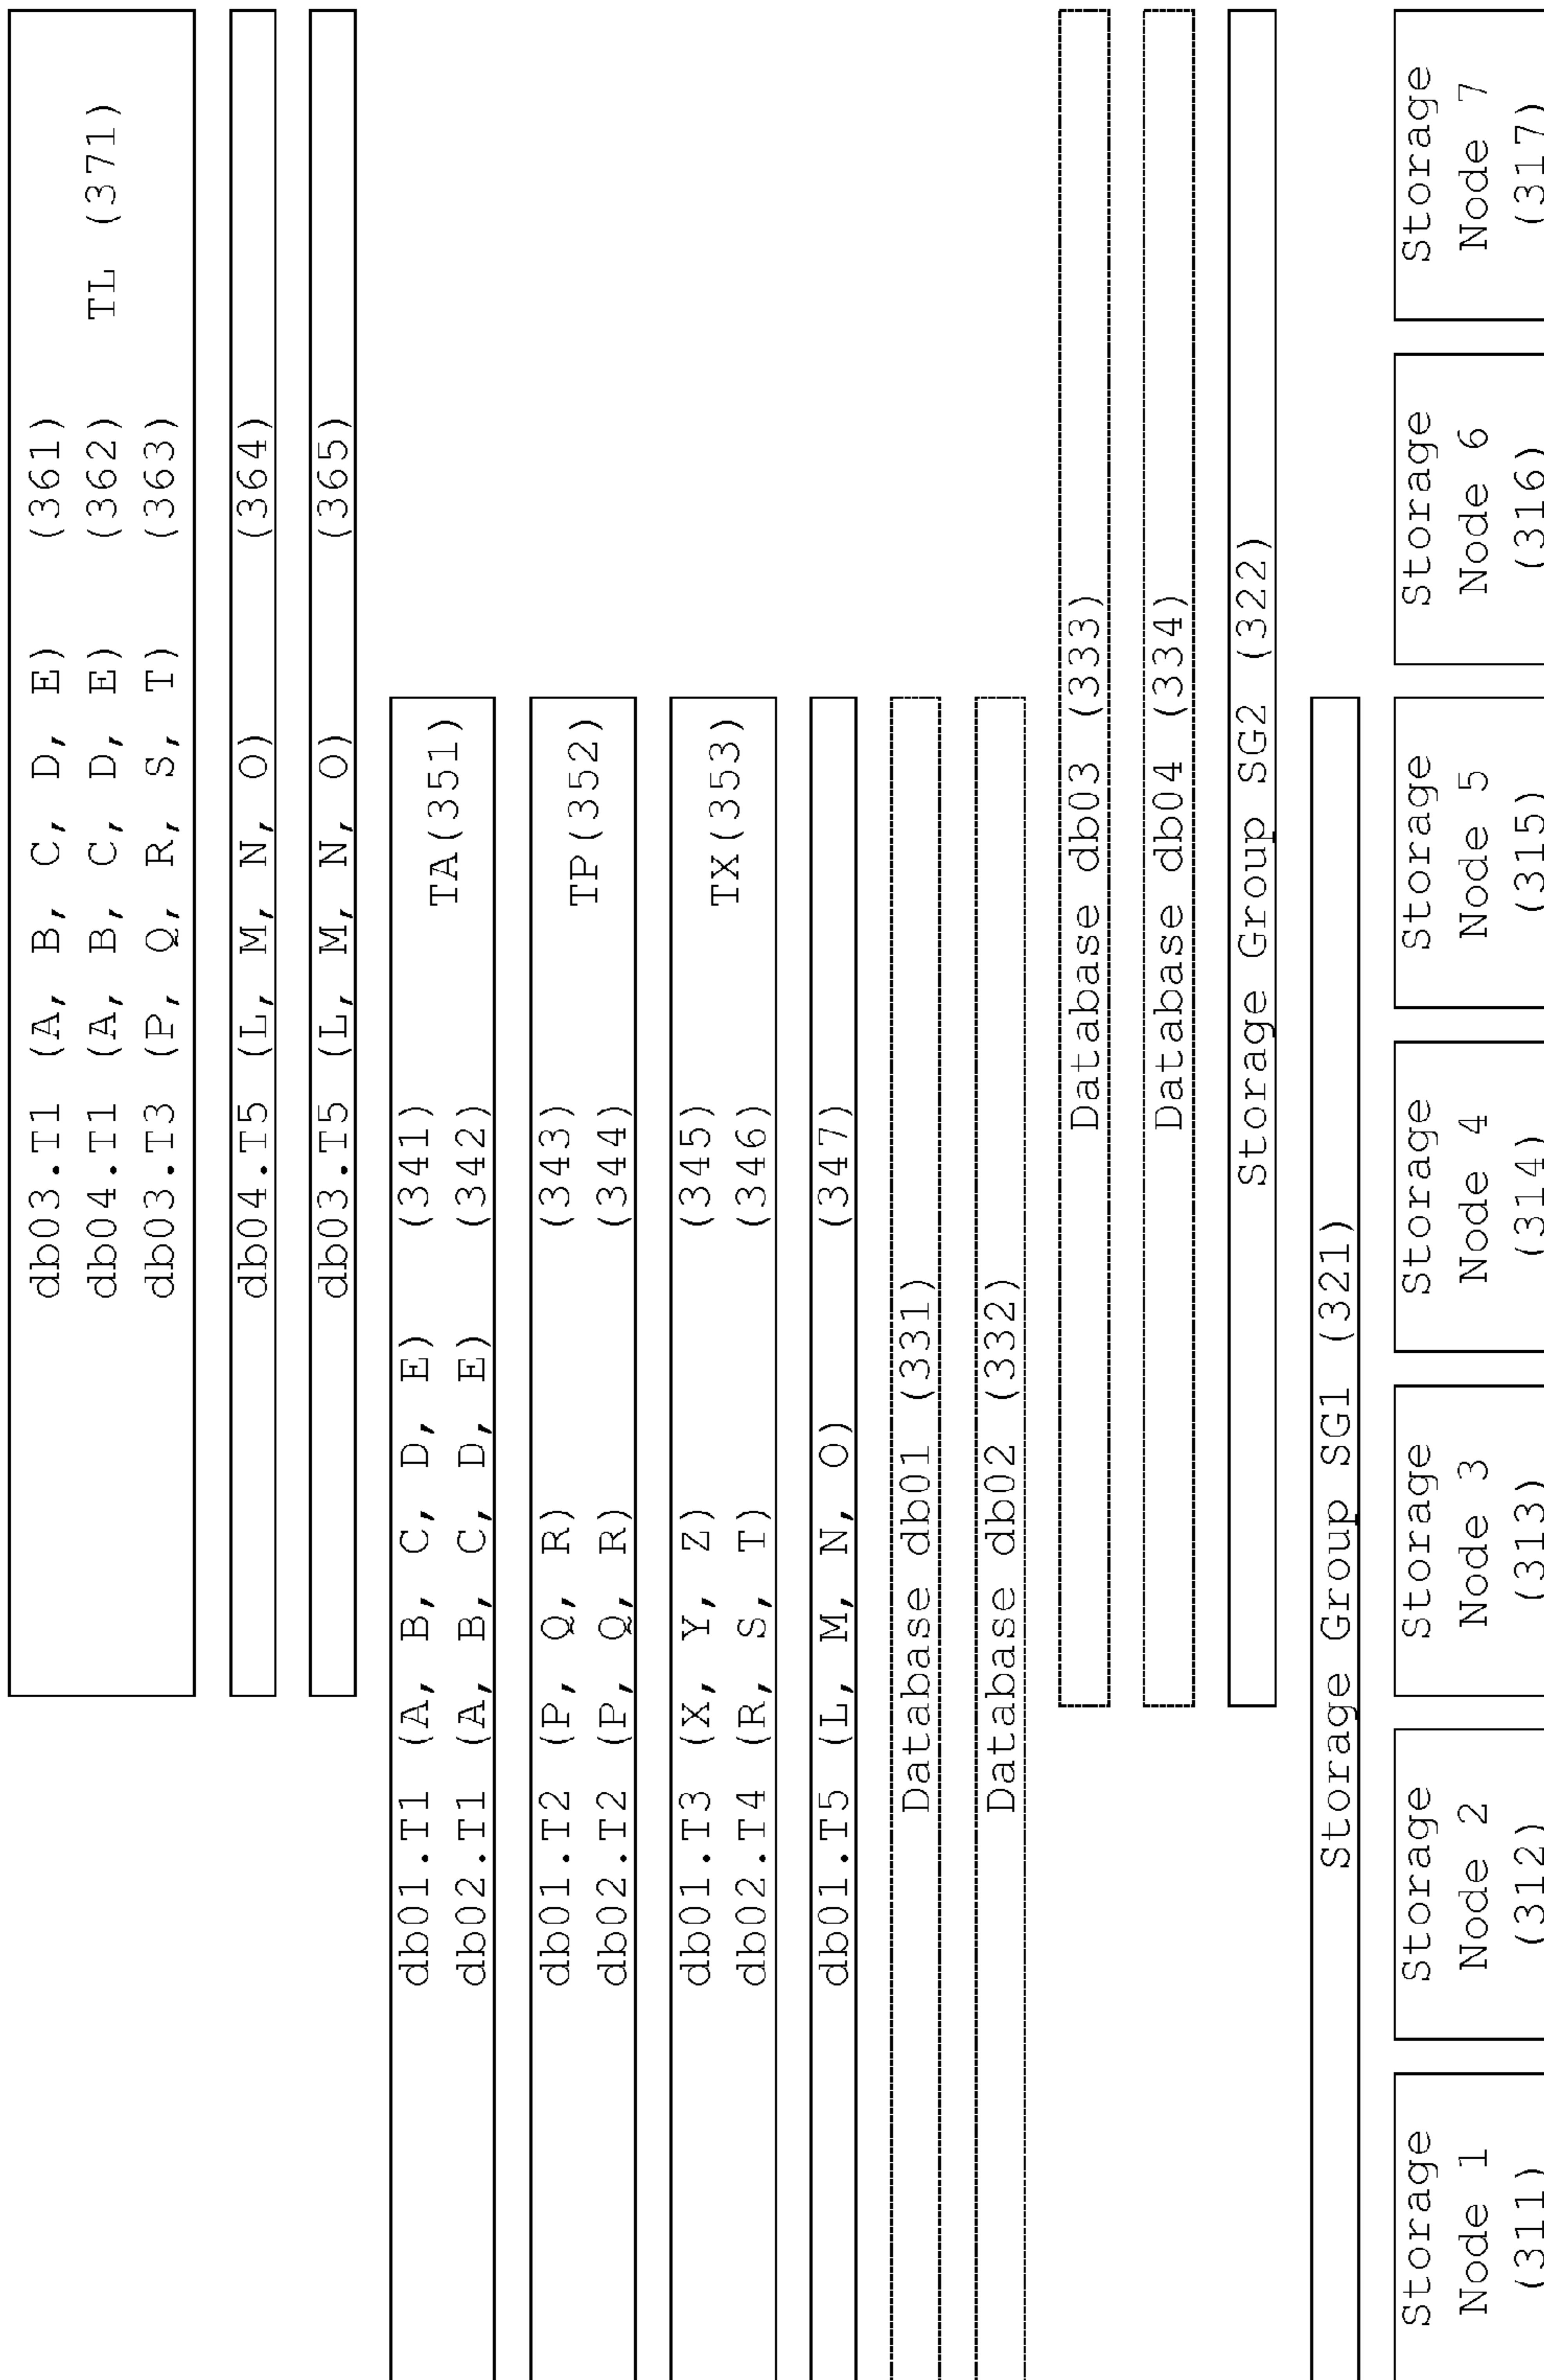 db03.T1 (A, B, C, D, E) (361)
db04.T1 (A, B, C, D, E) (362) TL (371)
db03.T3 (P, Q, R, S, T) (363)
db04.T5 (L, M, N, O) (364)
db03.T5 (L, M, N, O) (365)
db01.T1 (A, B, C, D, E) (341)
TA(351)
db02.T1 (A, B, C, D, E) (342)
db01.T2 (P, Q, R) (343)
TP(352)
db02.T2 (P, Q, R) (344)
db01.T3 (X, Y, Z) (345)
TX(353)
db02.T4 (R, S, T) (346)
db01.T5 (L, M, N, O) (347)
Database db01 (331)
Database db02 (332)
Database db03 (333)
Database db04 (334)
Storage Group SG2 (322)
Storage Group SG1 (321)
Storage
Node 1
(311)
Storage
Node 2
(312)
Storage
Node 3
(313)
Storage
Node 4
(314)
Storage
Node 5
(315)
Storage
Node 6
(316)
Storage
Node 7
(317)